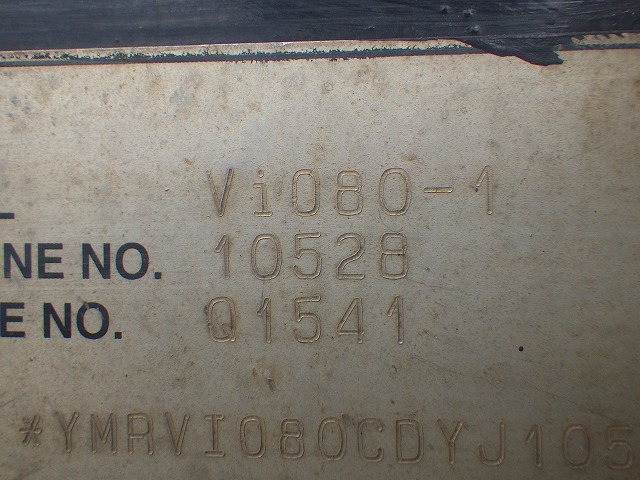 Vi080-1
NE NO. 10528
E NO. Q1541
*YMRVI080CDYJ105